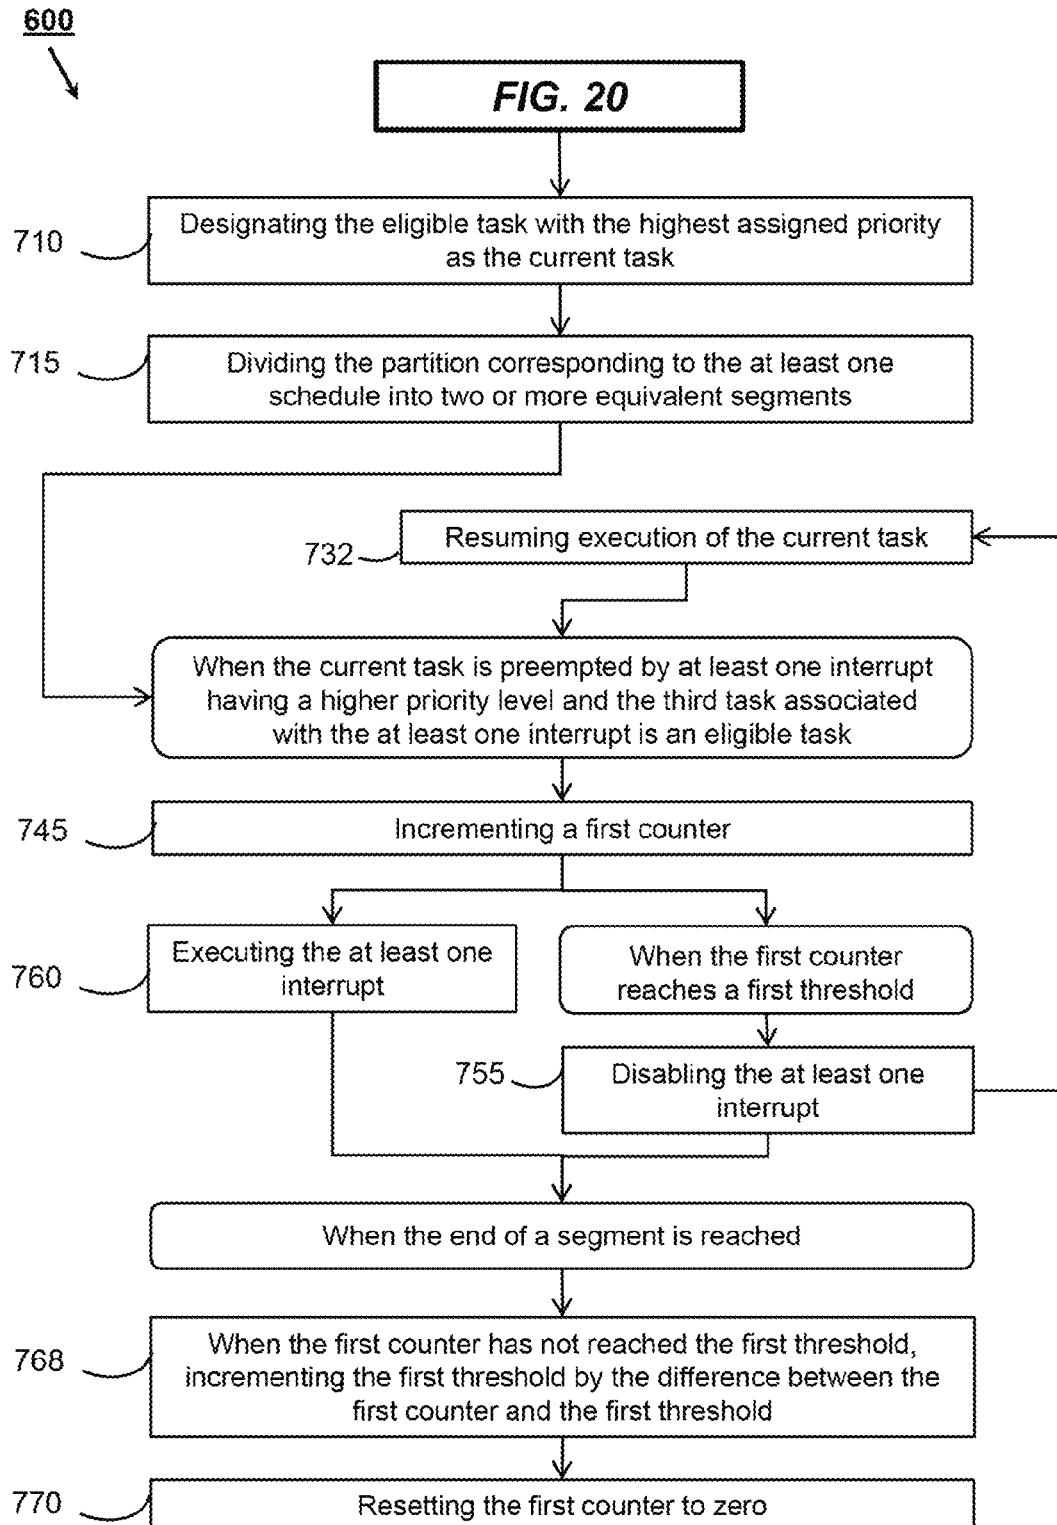 600
FIG. 20
710
Designating the eligible task with the highest assigned priority
as the current task
715
Dividing the partition corresponding to the at least one
schedule into two or more equivalent segments
732
Resuming execution of the current task
When the current task is preempted by at least one interrupt
having a higher priority level and the third task associated
with the at least one interrupt is an eligible task
745
Incrementing a first counter
760
Executing the at least one
interrupt
When the first counter
reaches a first threshold
755
Disabling the at least one
interrupt
When the end of a segment is reached
768
When the first counter has not reached the first threshold,
incrementing the first threshold by the difference between the
first counter and the first threshold
770
Resetting the first counter to zero